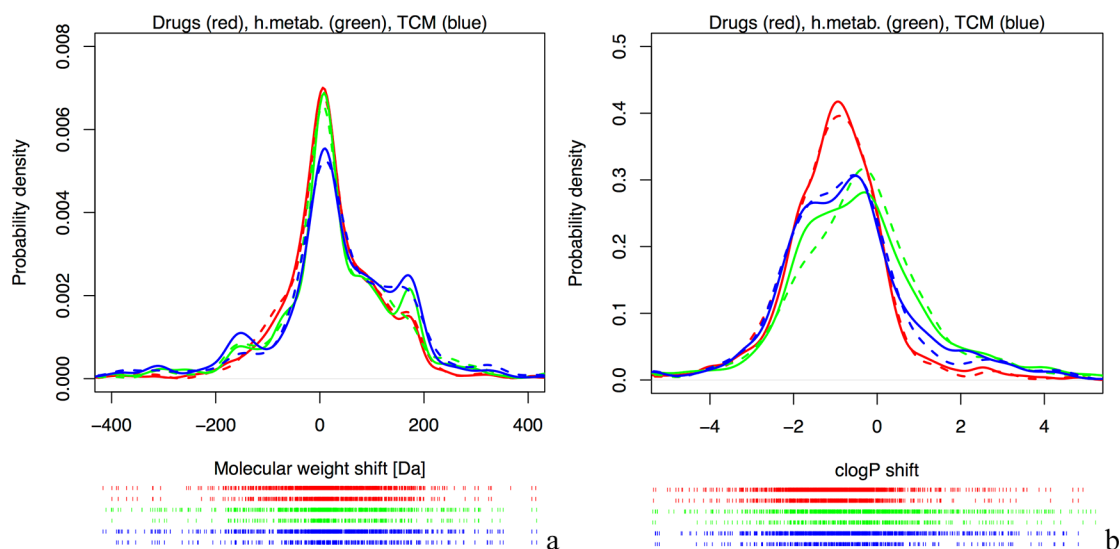 Drugs (red), h.metab. (green), TCM (blue)
Probability density
0.000
0.002
0.004
0.006
0.008
−400
−200
0
200
400
Molecular weight shift [Da]
a
Drugs (red), h.metab. (green), TCM (blue)
Probability density
0.0
0.1
0.2
0.3
0.4
0.5
−4
−2
0
2
4
clogP shift
b